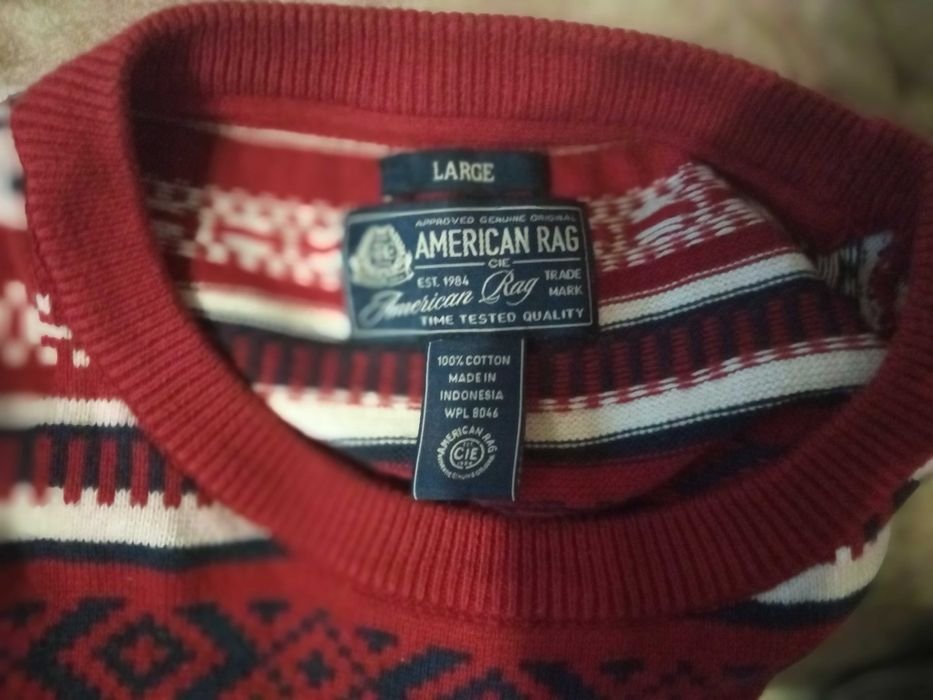 LARGE
APPROVED GENUINE ORIGINAL
AMERICAN RAG
CIE
EST. 1984
TRADE
MARK
American Rag
TIME TESTED QUALITY
100% COTTON
MADE IN
INDONESIA
WPL 8046
AMERICAN RAG
CIE